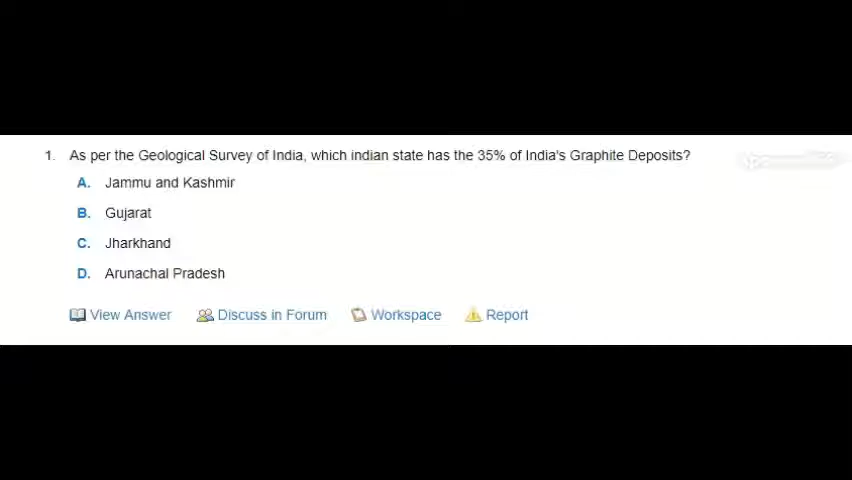 1. As per the Geological Survey of India, which indian state has the 35% of India's Graphite Deposits?
A. Jammu and Kashmir
B. Gujarat
C. Jharkhand
D. Arunachal Pradesh
View Answer Discuss in Forum Workspace Report